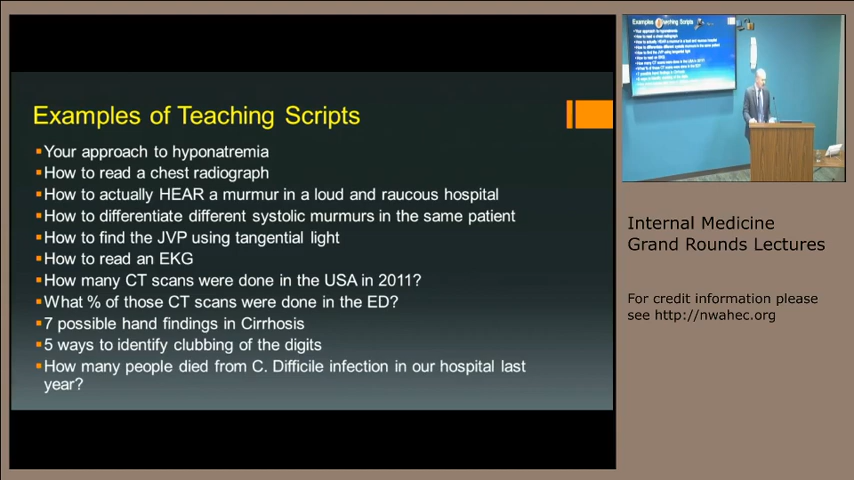 Examples of Teaching Scripts
Your approach to hyponatremia
How to read a chest radiograph
How to actually HEAR a murmur in a loud and raucous hospital
How to differentiate different systolic murmurs in the same patient
How to find the JVP using tangential light
How to read an EKG
How many CT scans were done in the USA in 2011?
What % of those CT scans were done in the ED?
7 possible hand findings in Cirrhosis
5 ways to identify clubbing of the digits
How many people died from C. Difficile infection in our hospital last
year?
Internal Medicine
Grand Rounds Lectures
For credit information please
see http://nwahec.org